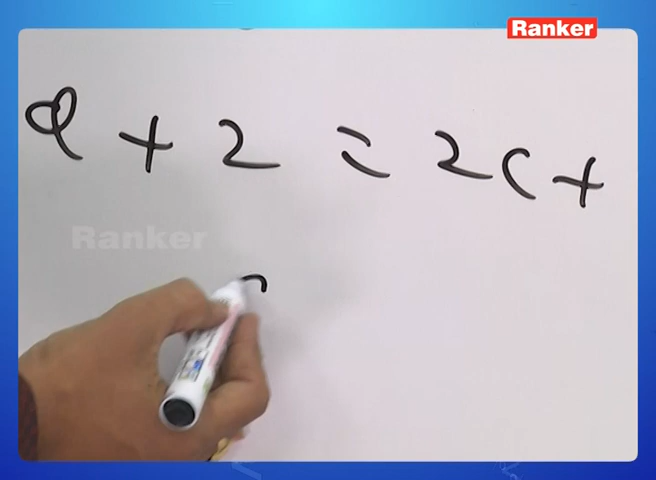 Ranker
a + 2 = 2c +
Ranker